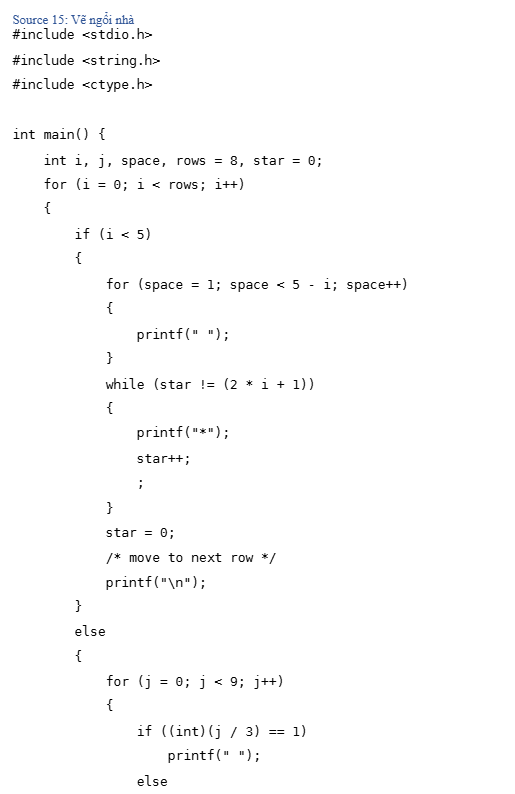 Source 15: Vẽ ngổi nhà
#include <stdio.h>
#include <string.h>
#include <ctype.h>

int main() {
    int i, j, space, rows = 8, star = 0;
    for (i = 0; i < rows; i++)
    {
        if (i < 5)
        {
            for (space = 1; space < 5 - i; space++)
            {
                printf(" ");
            }
            while (star != (2 * i + 1))
            {
                printf("*");
                star++;
                ;
            }
            star = 0;
            /* move to next row */
            printf("\n");
        }
        else
        {
            for (j = 0; j < 9; j++)
            {
                if ((int)(j / 3) == 1)
                    printf(" ");
                else